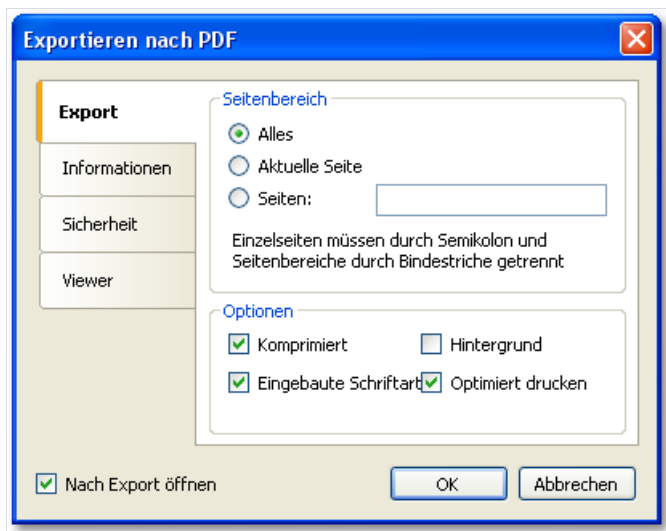 Exportieren nach PDF
Export
Informationen
Sicherheit
Viewer
Seitenbereich
Alles
Aktuelle Seite
Seiten:
Einzelseiten müssen durch Semikolon und
Seitenbereiche durch Bindestriche getrennt
Optionen
Komprimiert
Hintergrund
Eingebaute Schriftart
Optimiert drucken
Nach Export öffnen
OK
Abbrechen